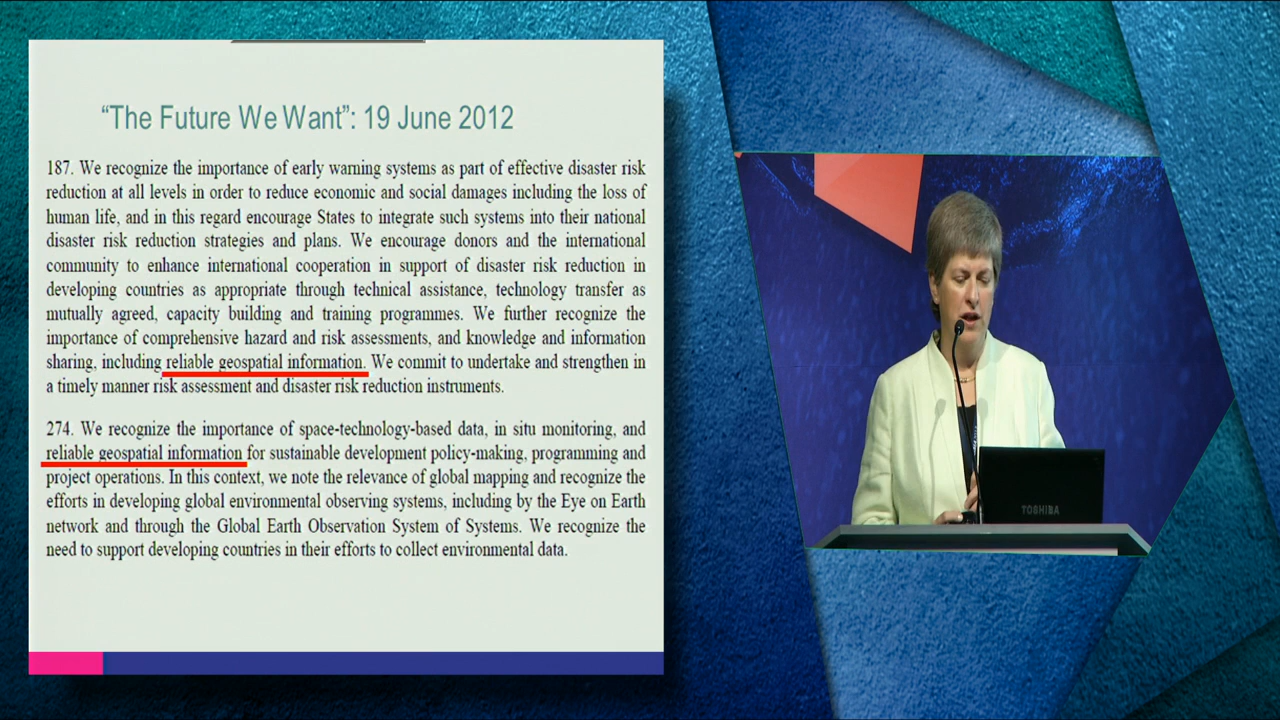 “The Future We Want”: 19 June 2012
187. We recognize the importance of early warning systems as part of effective disaster risk
reduction at all levels in order to reduce economic and social damages including the loss of
human life, and in this regard encourage States to integrate such systems into their national
disaster risk reduction strategies and plans. We encourage donors and the international
community to enhance international cooperation in support of disaster risk reduction in
developing countries as appropriate through technical assistance, technology transfer as
mutually agreed, capacity building and training programmes. We further recognize the
importance of comprehensive hazard and risk assessments, and knowledge and information
sharing, including reliable geospatial information. We commit to undertake and strengthen in
a timely manner risk assessment and disaster risk reduction instruments.
274. We recognize the importance of space-technology-based data, in situ monitoring, and
reliable geospatial information for sustainable development policy-making, programming and
project operations. In this context, we note the relevance of global mapping and recognize the
efforts in developing global environmental observing systems, including by the Eye on Earth
network and through the Global Earth Observation System of Systems. We recognize the
need to support developing countries in their efforts to collect environmental data.
TOSHIBA